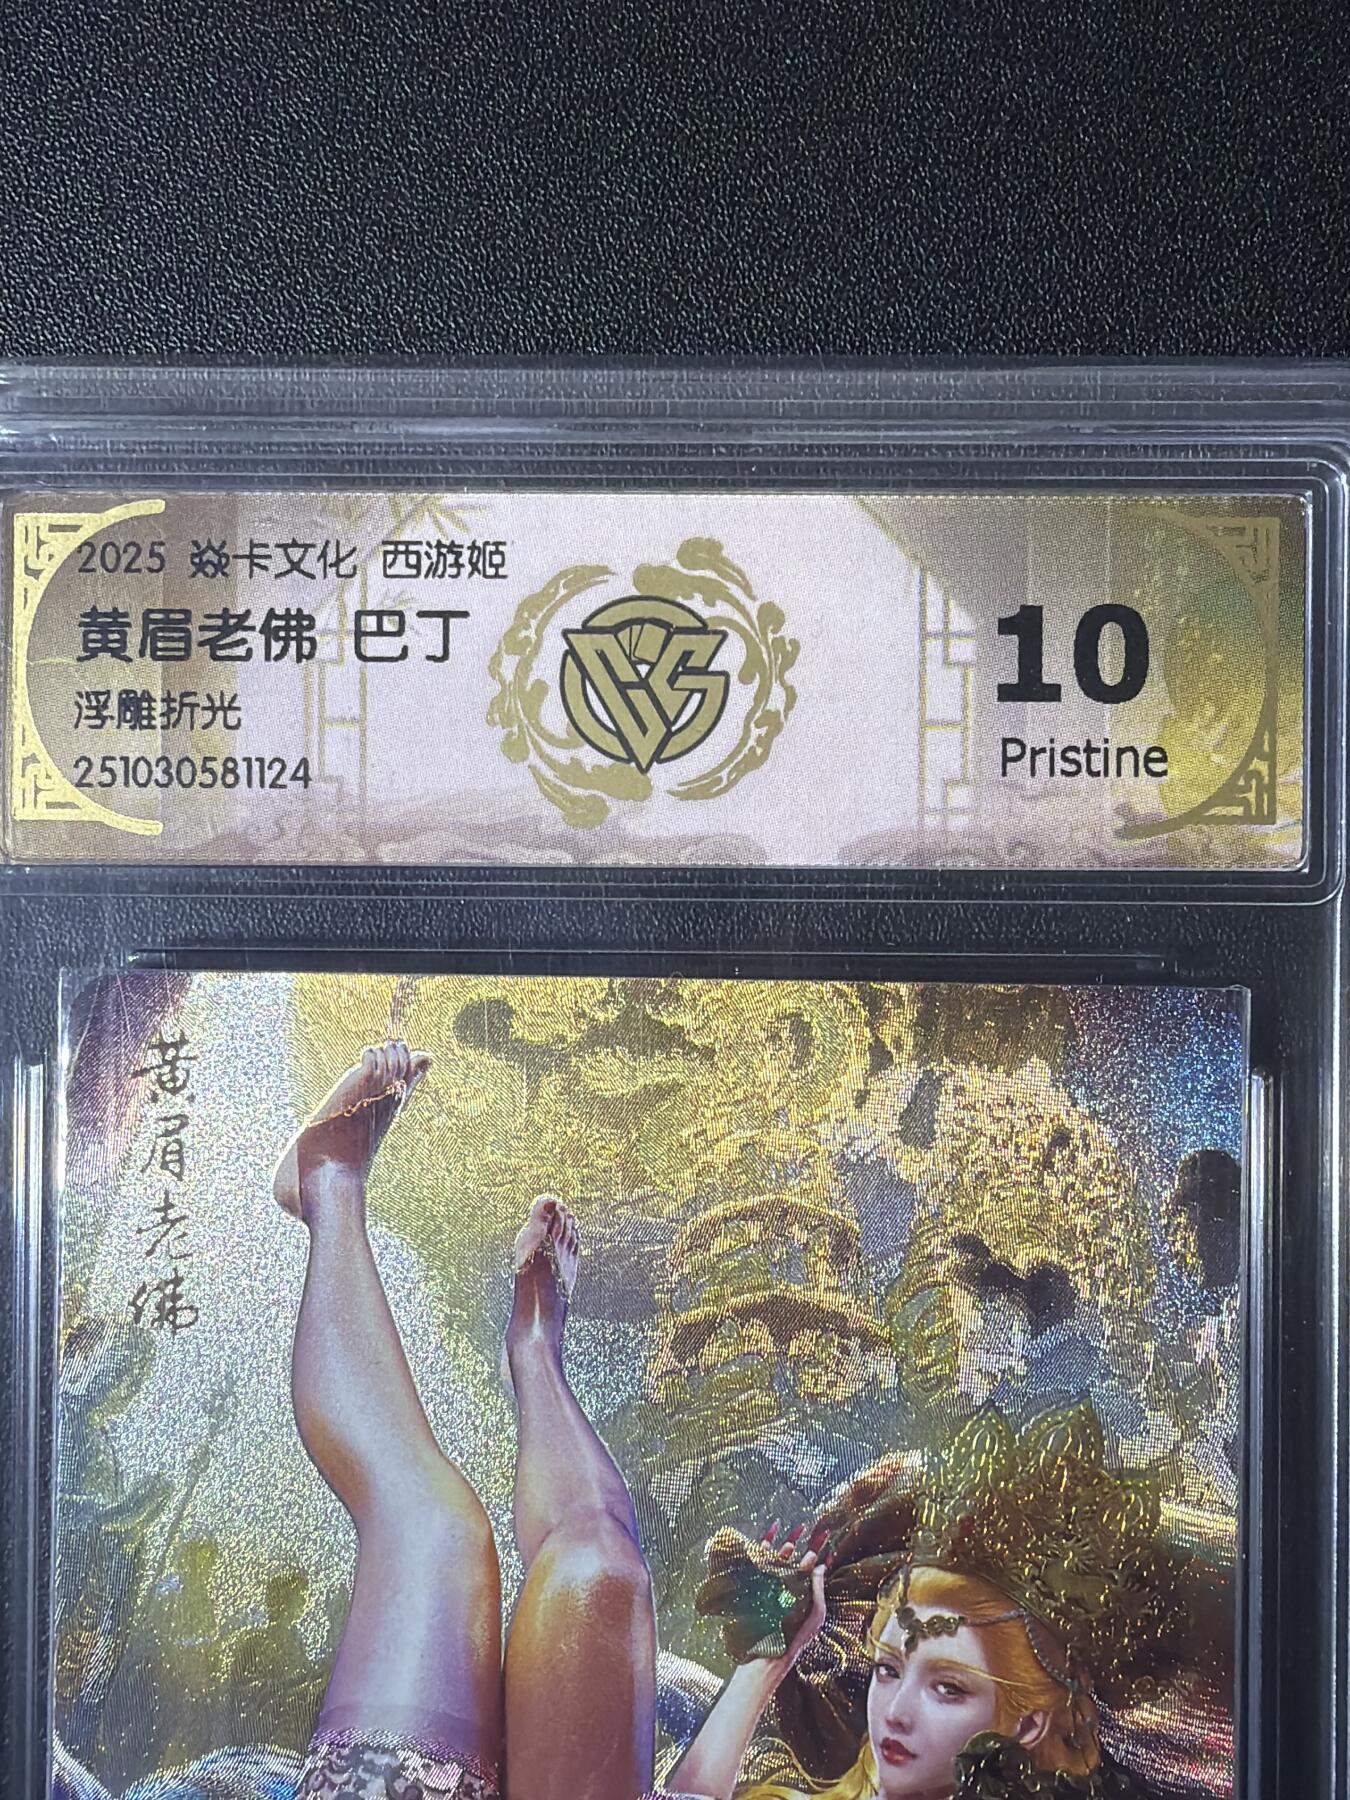 2025 焱卡文化 西游姬
黄眉老佛 巴丁
浮雕折光
251030581124
10
Pristine
黄眉老佛